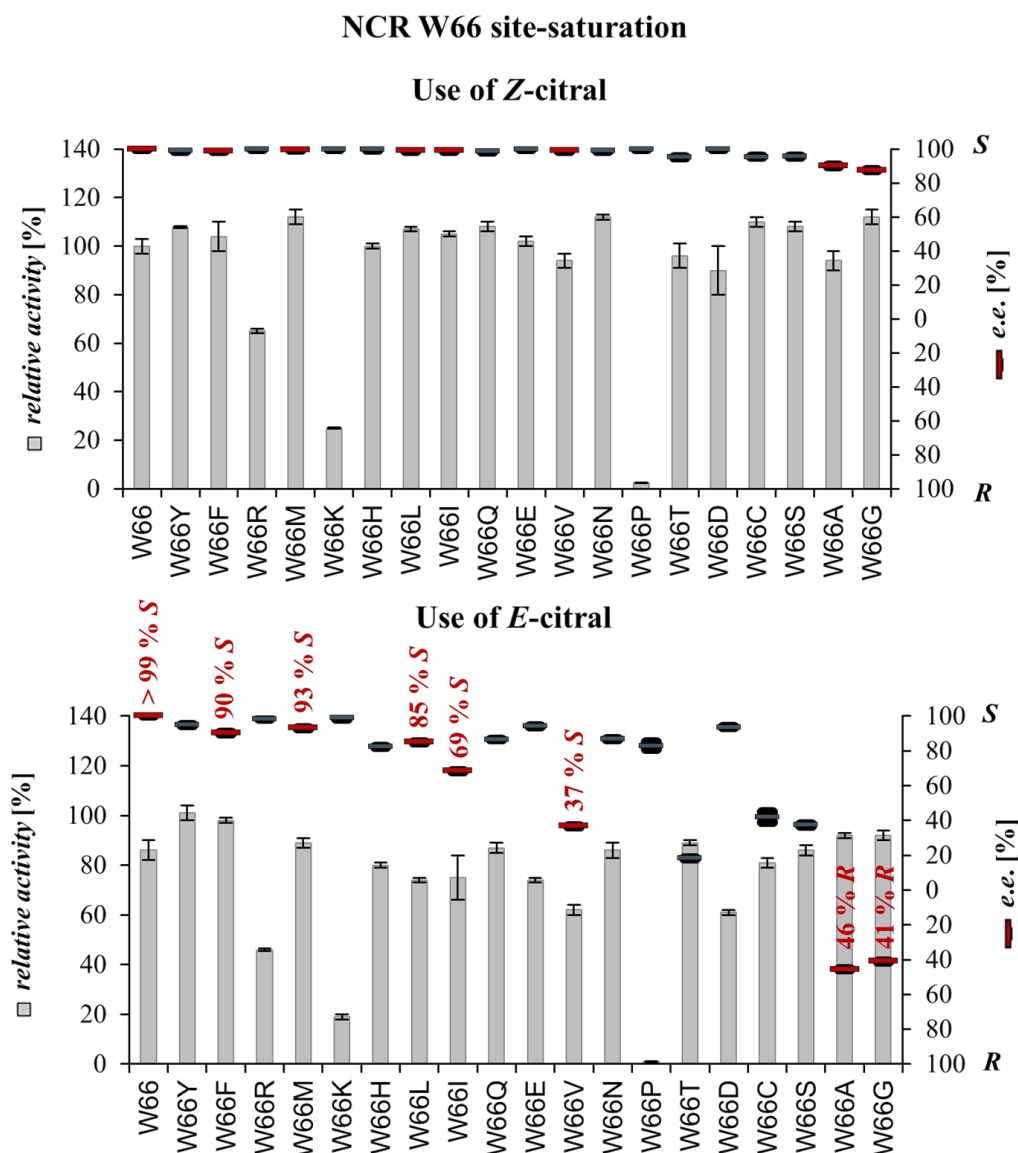 NCR W66 site-saturation
Use of Z-citral
140
120
100
80
60
40
20
0
relative activity [%]
100
80
60
40
20
0
20
40
60
80
100
S
R
e.e. [%]
W66
W66Y
W66F
W66R
W66M
W66K
W66H
W66L
W66I
W66Q
W66E
W66V
W66N
W66P
W66T
W66D
W66C
W66S
W66A
W66G
Use of E-citral
> 99 % S
90 % S
93 % S
85 % S
69 % S
37 % S
46 % R
41 % R
140
120
100
80
60
40
20
0
relative activity [%]
100
80
60
40
20
0
20
40
60
80
100
S
R
e.e. [%]
W66
W66Y
W66F
W66R
W66M
W66K
W66H
W66L
W66I
W66Q
W66E
W66V
W66N
W66P
W66T
W66D
W66C
W66S
W66A
W66G